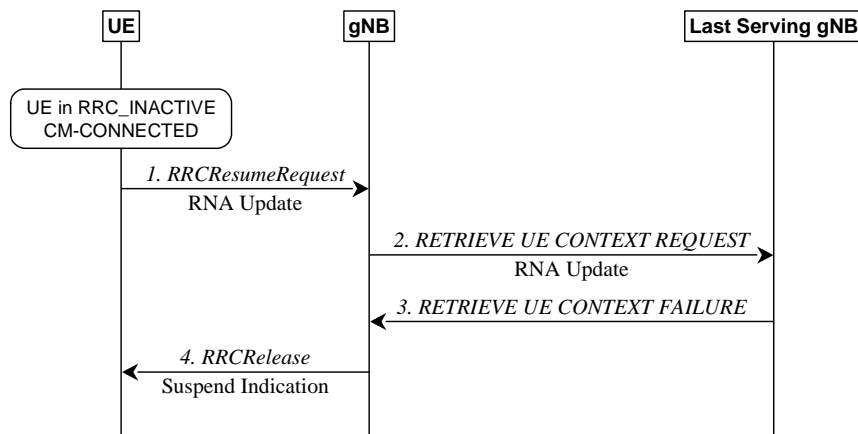 UE
gNB
Last Serving gNB
UE in RRC_INACTIVE
CM-CONNECTED
1. RRCResumeRequest
RNA Update
2. RETRIEVE UE CONTEXT REQUEST
RNA Update
3. RETRIEVE UE CONTEXT FAILURE
4. RRCRelease
Suspend Indication